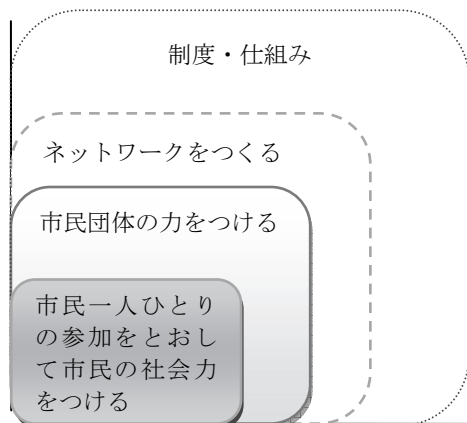 制度・仕組み
ネットワークをつくる
市民団体の力をつける
市民一人ひとり
の参加をとおし
て市民の社会力
をつける